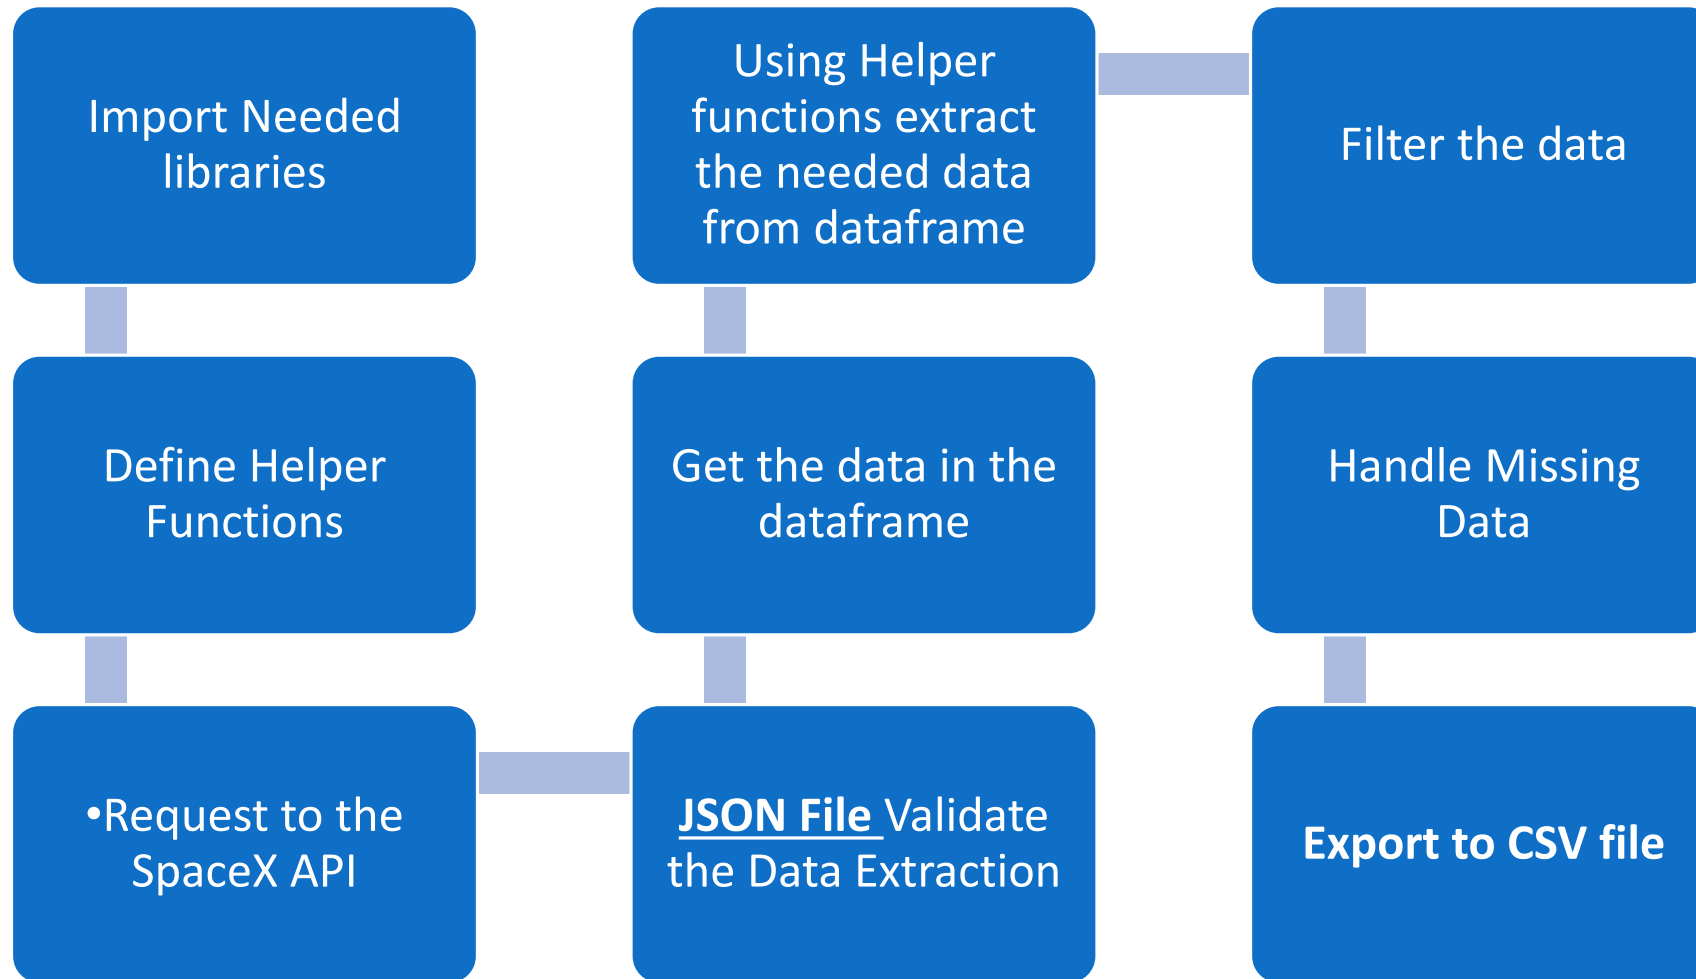 Import Needed
libraries
Define Helper
Functions
•Request to the
SpaceX API
JSON File Validate
the Data Extraction
Get the data in the
dataframe
Using Helper
functions extract
the needed data
from dataframe
Filter the data
Handle Missing
Data
Export to CSV file